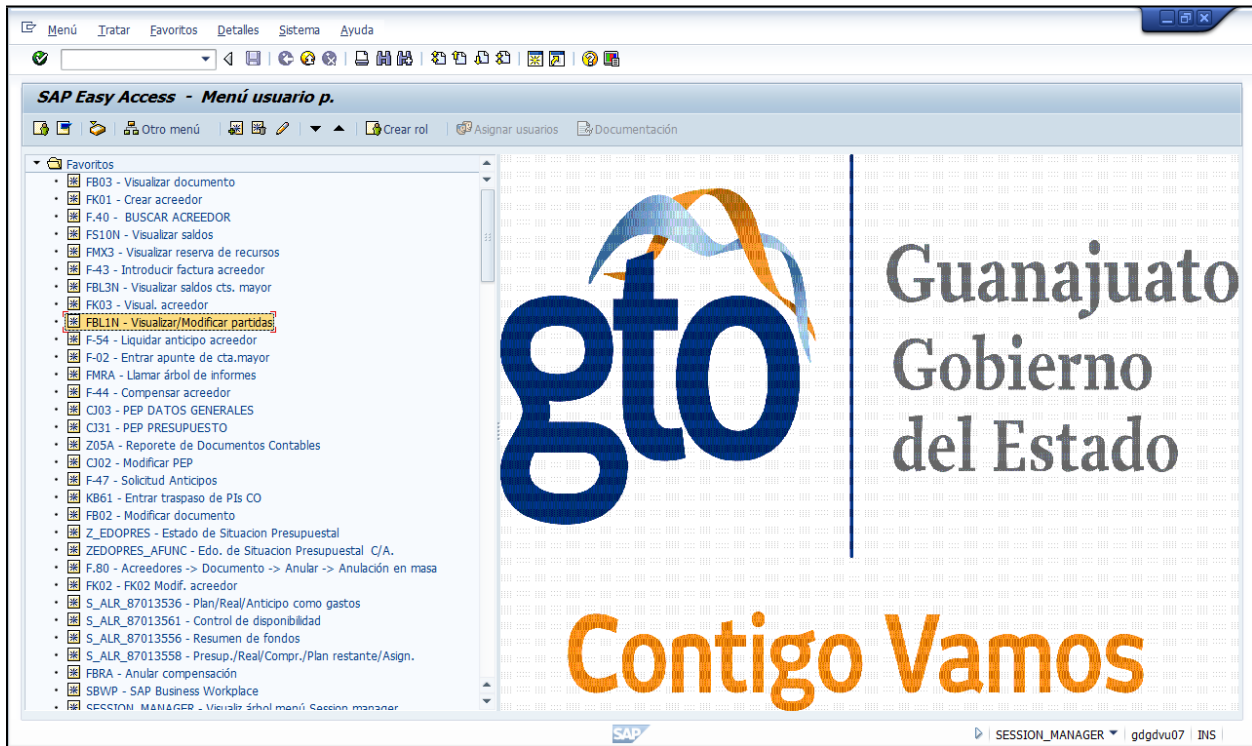 Menú Tratar Favoritos Detalles Sistema Ayuda
SAP Easy Access - Menú usuario p.
Otro menú Crear rol Asignar usuarios Documentación
Favoritos
FB03 - Visualizar documento
FK01 - Crear acreedor
F.40 - BUSCAR ACREEDOR
FS10N - Visualizar saldos
FMX3 - Visualizar reserva de recursos
F-43 - Introducir factura acreedor
FBL3N - Visualizar saldos cts. mayor
FK03 - Visual. acreedor
FBL1N - Visualizar/Modificar partidas
F-54 - Liquidar anticipo acreedor
F-02 - Entrar apunte de cta.mayor
FMRA - Llamar árbol de informes
F-44 - Compensar acreedor
CJ03 - PEP DATOS GENERALES
CJ31 - PEP PRESUPUESTO
Z05A - Reporete de Documentos Contables
CJ02 - Modificar PEP
F-47 - Solicitud Anticipos
KB61 - Entrar traspaso de PIs CO
FB02 - Modificar documento
Z_EDOPRES - Estado de Situacion Presupuestal
ZEDOPRES_AFUNC - Edo. de Situacion Presupuestal C/A.
F.80 - Acreedores -> Documento -> Anular -> Anulación en masa
FK02 - FK02 Modif. acreedor
S_ALR_87013536 - Plan/Real/Anticipo como gastos
S_ALR_87013561 - Control de disponibilidad
S_ALR_87013556 - Resumen de fondos
S_ALR_87013558 - Presup./Real/Compr./Plan restante/Asign.
FBRA - Anular compensación
SBWP - SAP Business Workplace
SESSION_MANAGER - Visualiz.árbol menú Session manager
gto
Guanajuato
Gobierno
del Estado
Contigo Vamos
SAP
SESSION_MANAGER gdgdvu07 INS